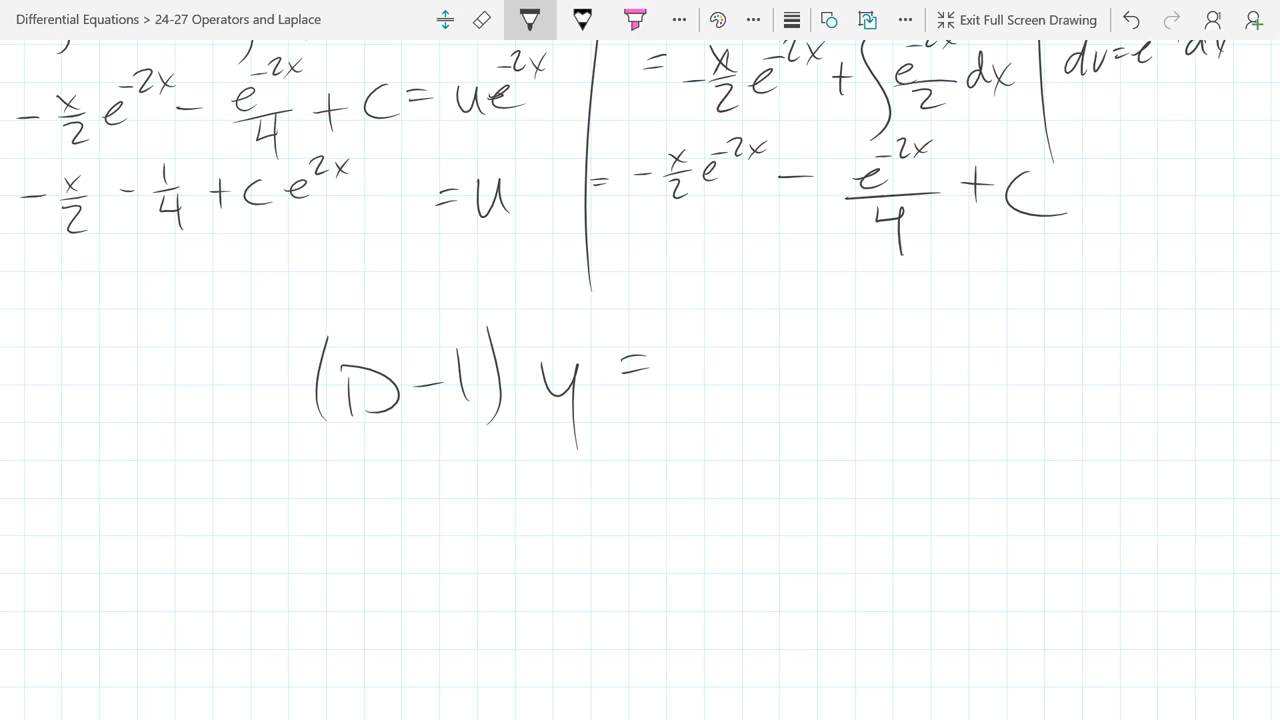 Differential Equations > 24-27 Operators and Laplace
Exit Full Screen Drawing
-x/2 e^-2x - e^-2x/4 + C = ue^-2x
-x/2 - 1/4 + Ce^2x = u
= -x/2 e^-2x + ∫ e^-2x/2 dx
= -x/2 e^-2x - e^-2x/4 + C
(D-1) y =